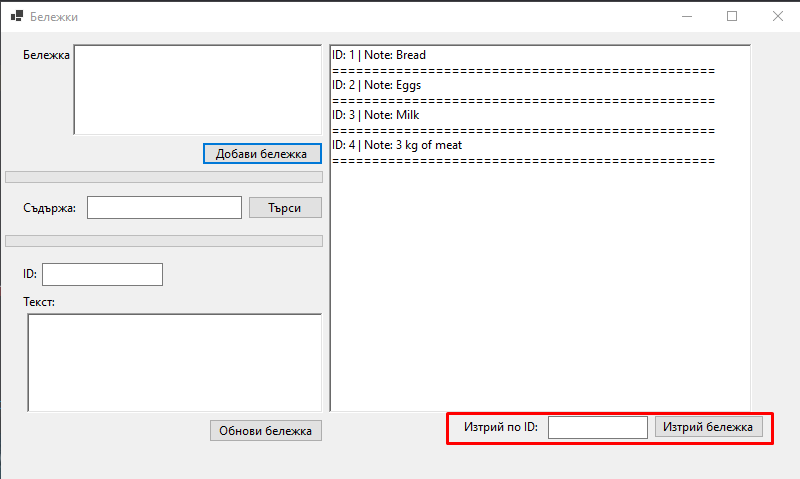 Бележки
Бележка
Добави бележка
Съдържа:
Търси
ID:
Текст:
Обнови бележка
ID: 1 | Note: Bread
==================================================
ID: 2 | Note: Eggs
==================================================
ID: 3 | Note: Milk
==================================================
ID: 4 | Note: 3 kg of meat
==================================================
Изтрий по ID:
Изтрий бележка